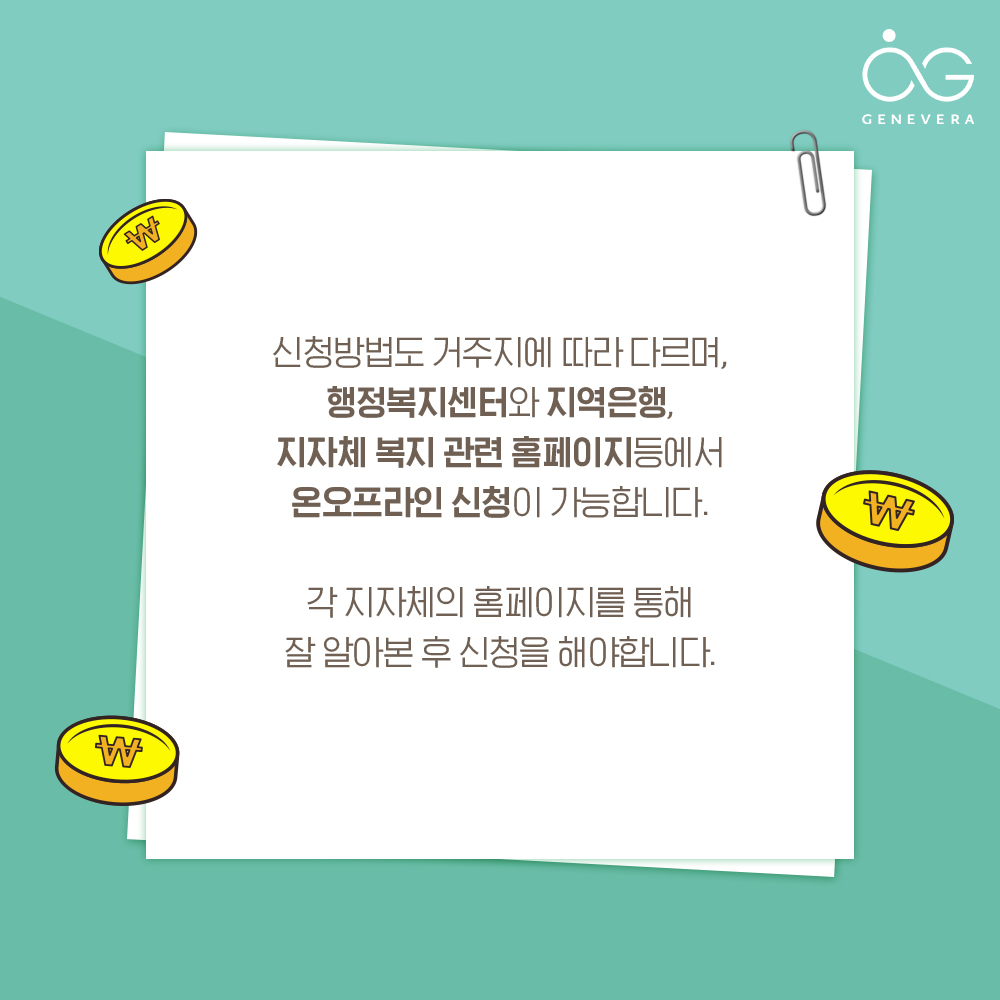 GENEVERA
신청방법도 거주지에 따라 다르며,
행정복지센터와 지역은행,
지자체 복지 관련 홈페이지등에서
온오프라인 신청이 가능합니다.
각 지자체의 홈페이지를 통해
잘 알아본 후 신청을 해야합니다.